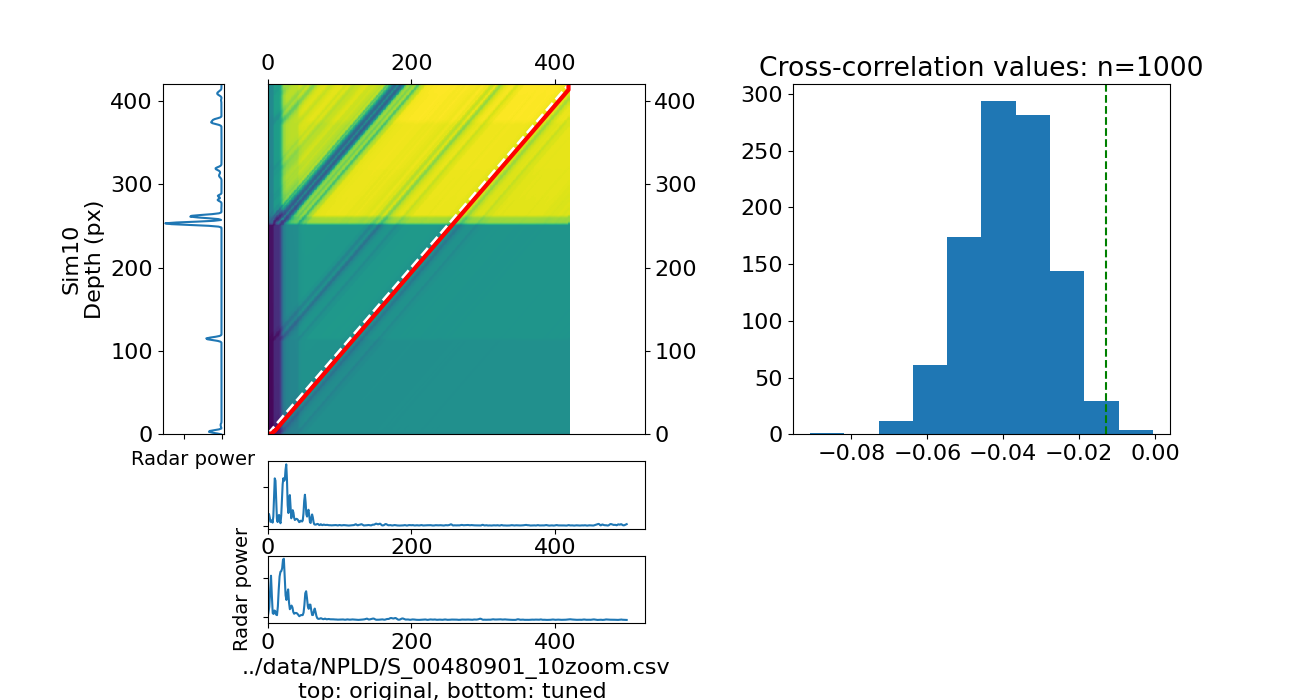 0 200 400
400 400
300 300
200 200
100 100
0 0
Sim10
Depth (px)
Radar power
0 200 400
Radar power
0 200 400
../data/NPLD/S_00480901_10zoom.csv
top: original, bottom: tuned
Cross-correlation values: n=1000
300
250
200
150
100
50
0
−0.08 −0.06 −0.04 −0.02 0.00